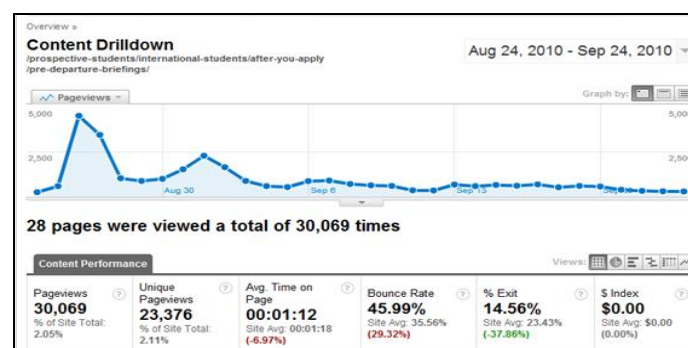 Overview »
Content Drilldown
/prospective-students/international-students/after-you-apply
/pre-departure-briefings/
Aug 24, 2010 - Sep 24, 2010
Pageviews
Graph by:
5,000
5,00
2,500
2,50
Aug 30
Sep 6
Sep 13
28 pages were viewed a total of 30,069 times
Content Performance
Views:
Pageviews ?
30,069
% of Site Total:
2.05%
Unique ?
Pageviews
23,376
% of Site Total:
2.11%
Avg. Time on ?
Page
00:01:12
Site Avg: 00:01:18
(-6.97%)
Bounce Rate ?
45.99%
Site Avg: 35.56%
(29.32%)
% Exit ?
14.56%
Site Avg: 23.43%
(-37.86%)
$ Index ?
$0.00
Site Avg: $0.00
(0.00%)